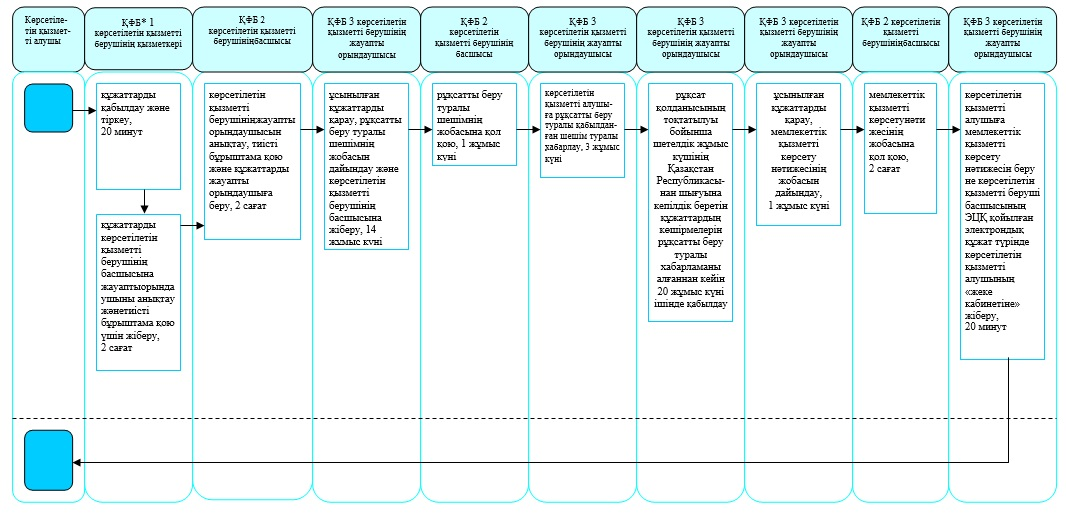 Көрсетіле-
тін қызмет-
ті алушы
ҚФБ* 1
көрсетілетін қызметті
берушінің қызметкері
ҚФБ 2
көрсетілетін қызметті
берушініңбасшысы
ҚФБ 3 көрсетілетін
қызметті берушінің
жауапты
орындаушысы
ҚФБ 2
көрсетілетін
қызметті берушінің
басшысы
ҚФБ 3
көрсетілетін қызметті
берушінің жауапты
орындаушысы
ҚФБ 3
көрсетілетін қызметті
берушінің жауапты
орындаушысы
ҚФБ 3 көрсетілетін
қызметті берушінің
жауапты
орындаушысы
ҚФБ 2 көрсетілетін
қызметті
берушініңбасшысы
ҚФБ 3 көрсетілетін
қызметті берушінің
жауапты
орындаушысы
құжаттарды
қабылдау және
тіркеу,
20 минут
құжаттарды
көрсетілетін
қызметті
берушінің
басшысына
жауаптыорында
ушыны анықтау
жәнетиісті
бұрыштама қою
үшін жіберу,
2 сағат
көрсетілетін
қызметті
берушініңжауапты
орындаушысын
анықтау, тиісті
бұрыштама қою
және құжаттарды
жауапты
орындаушыға
беру, 2 сағат
ұсынылған
құжаттарды
қарау, рұқсатты
беру туралы
шешімнің
жобасын
дайындау және
көрсетілетін
қызметті
берушінің
басшысына
жіберу, 14
жұмыс күні
рұқсатты беру
туралы
шешімнің
жобасына қол
қою, 1 жұмыс
күні
көрсетілетін
қызметті алушы-
ға рұқсатты беру
туралы қабылдан-
ған шешім туралы
хабарлау, 3 жұмыс
күні
рұқсат
қолданысының
тоқтатылуы
бойынша
шетелдік жұмыс
күшінің
Қазақстан
Республикасы-
нан шығуына
кепілдік беретін
құжаттардың
көшірмелерін
рұқсатты беру
туралы
хабарламаны
алғаннан кейін
20 жұмыс күні
ішінде қабылдау
ұсынылған
құжаттарды
қарау,
мемлекеттік
қызметті
көрсету
нәтижесінің
жобасын
дайындау,
1 жұмыс күні
мемлекеттік
қызметті
көрсетунәти
жесінің
жобасына
қол қою,
2 сағат
көрсетілетін
қызметті
алушыға
мемлекеттік
қызметті
көрсету
нәтижесін беру
не көрсетілетін
қызметті беруші
басшысының
ЭЦҚ қойылған
электрондық
құжат түрінде
көрсетілетін
қызметті
алушының
«жеке
кабинетіне»
жіберу,
20 минут